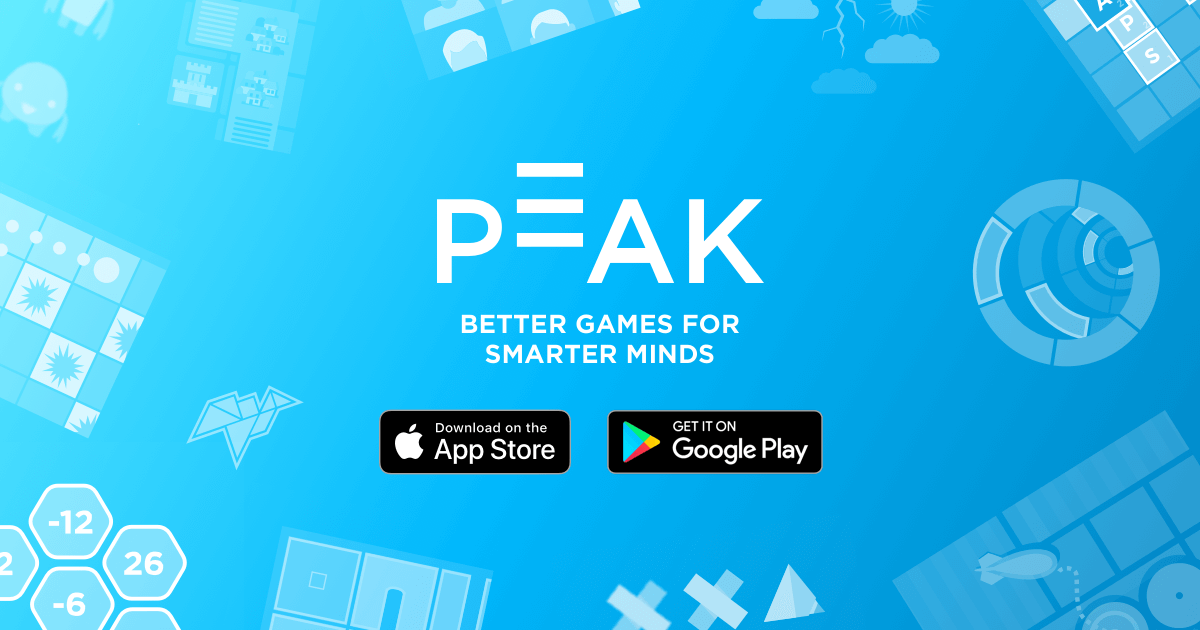 A
P
S
PEAK
BETTER GAMES FOR
SMARTER MINDS
Download on the
App Store
GET IT ON
Google Play
-12
2
26
-6